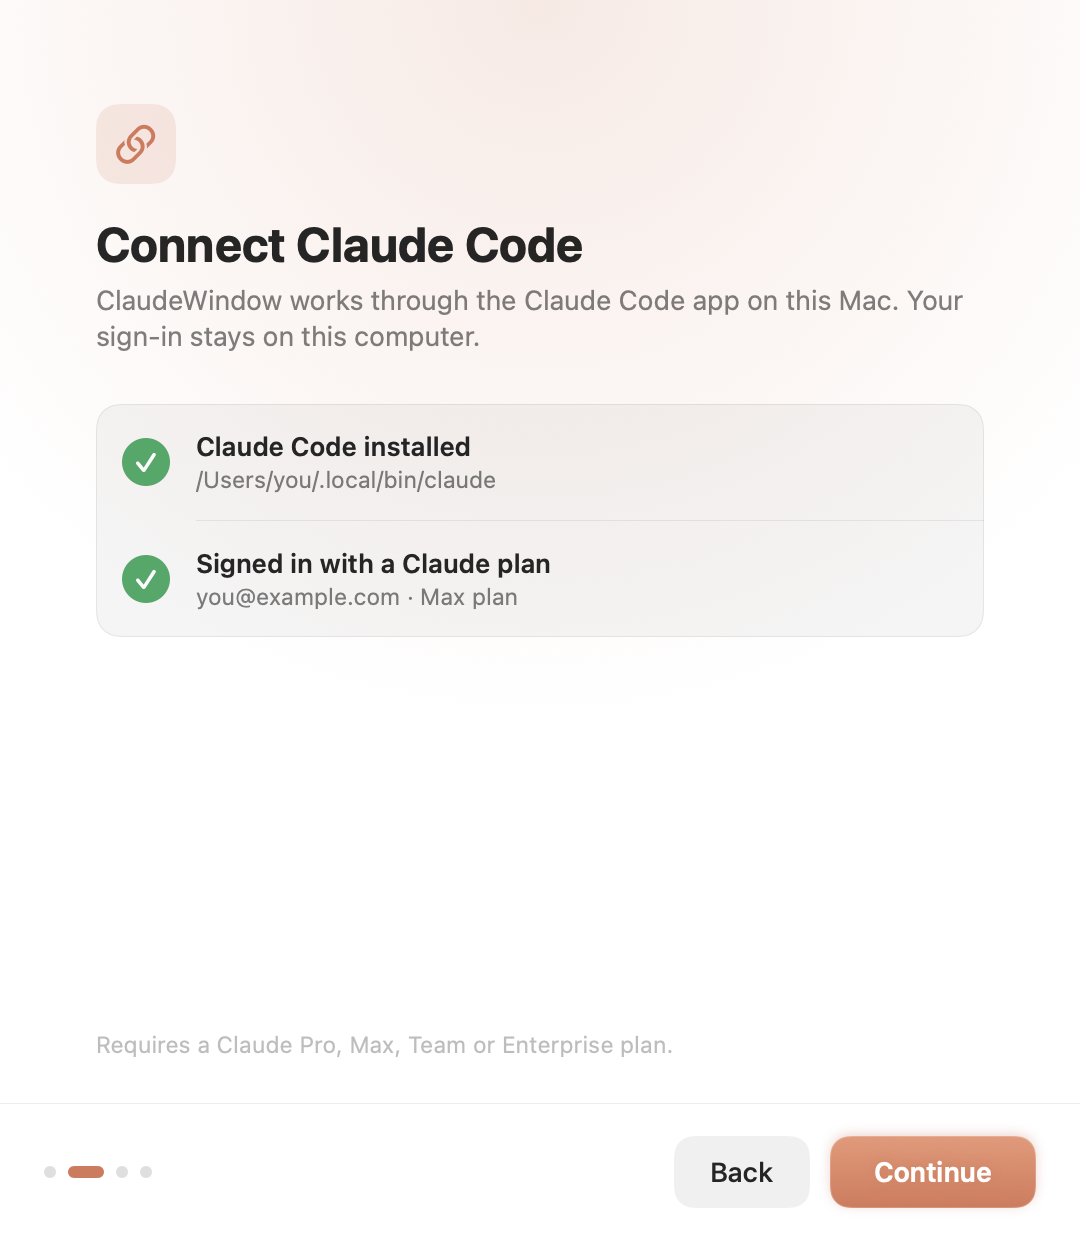 Connect Claude Code
ClaudeWindow works through the Claude Code app on this Mac. Your
sign-in stays on this computer.
Claude Code installed
/Users/you/.local/bin/claude
Signed in with a Claude plan
you@example.com · Max plan
Requires a Claude Pro, Max, Team or Enterprise plan.
Back
Continue